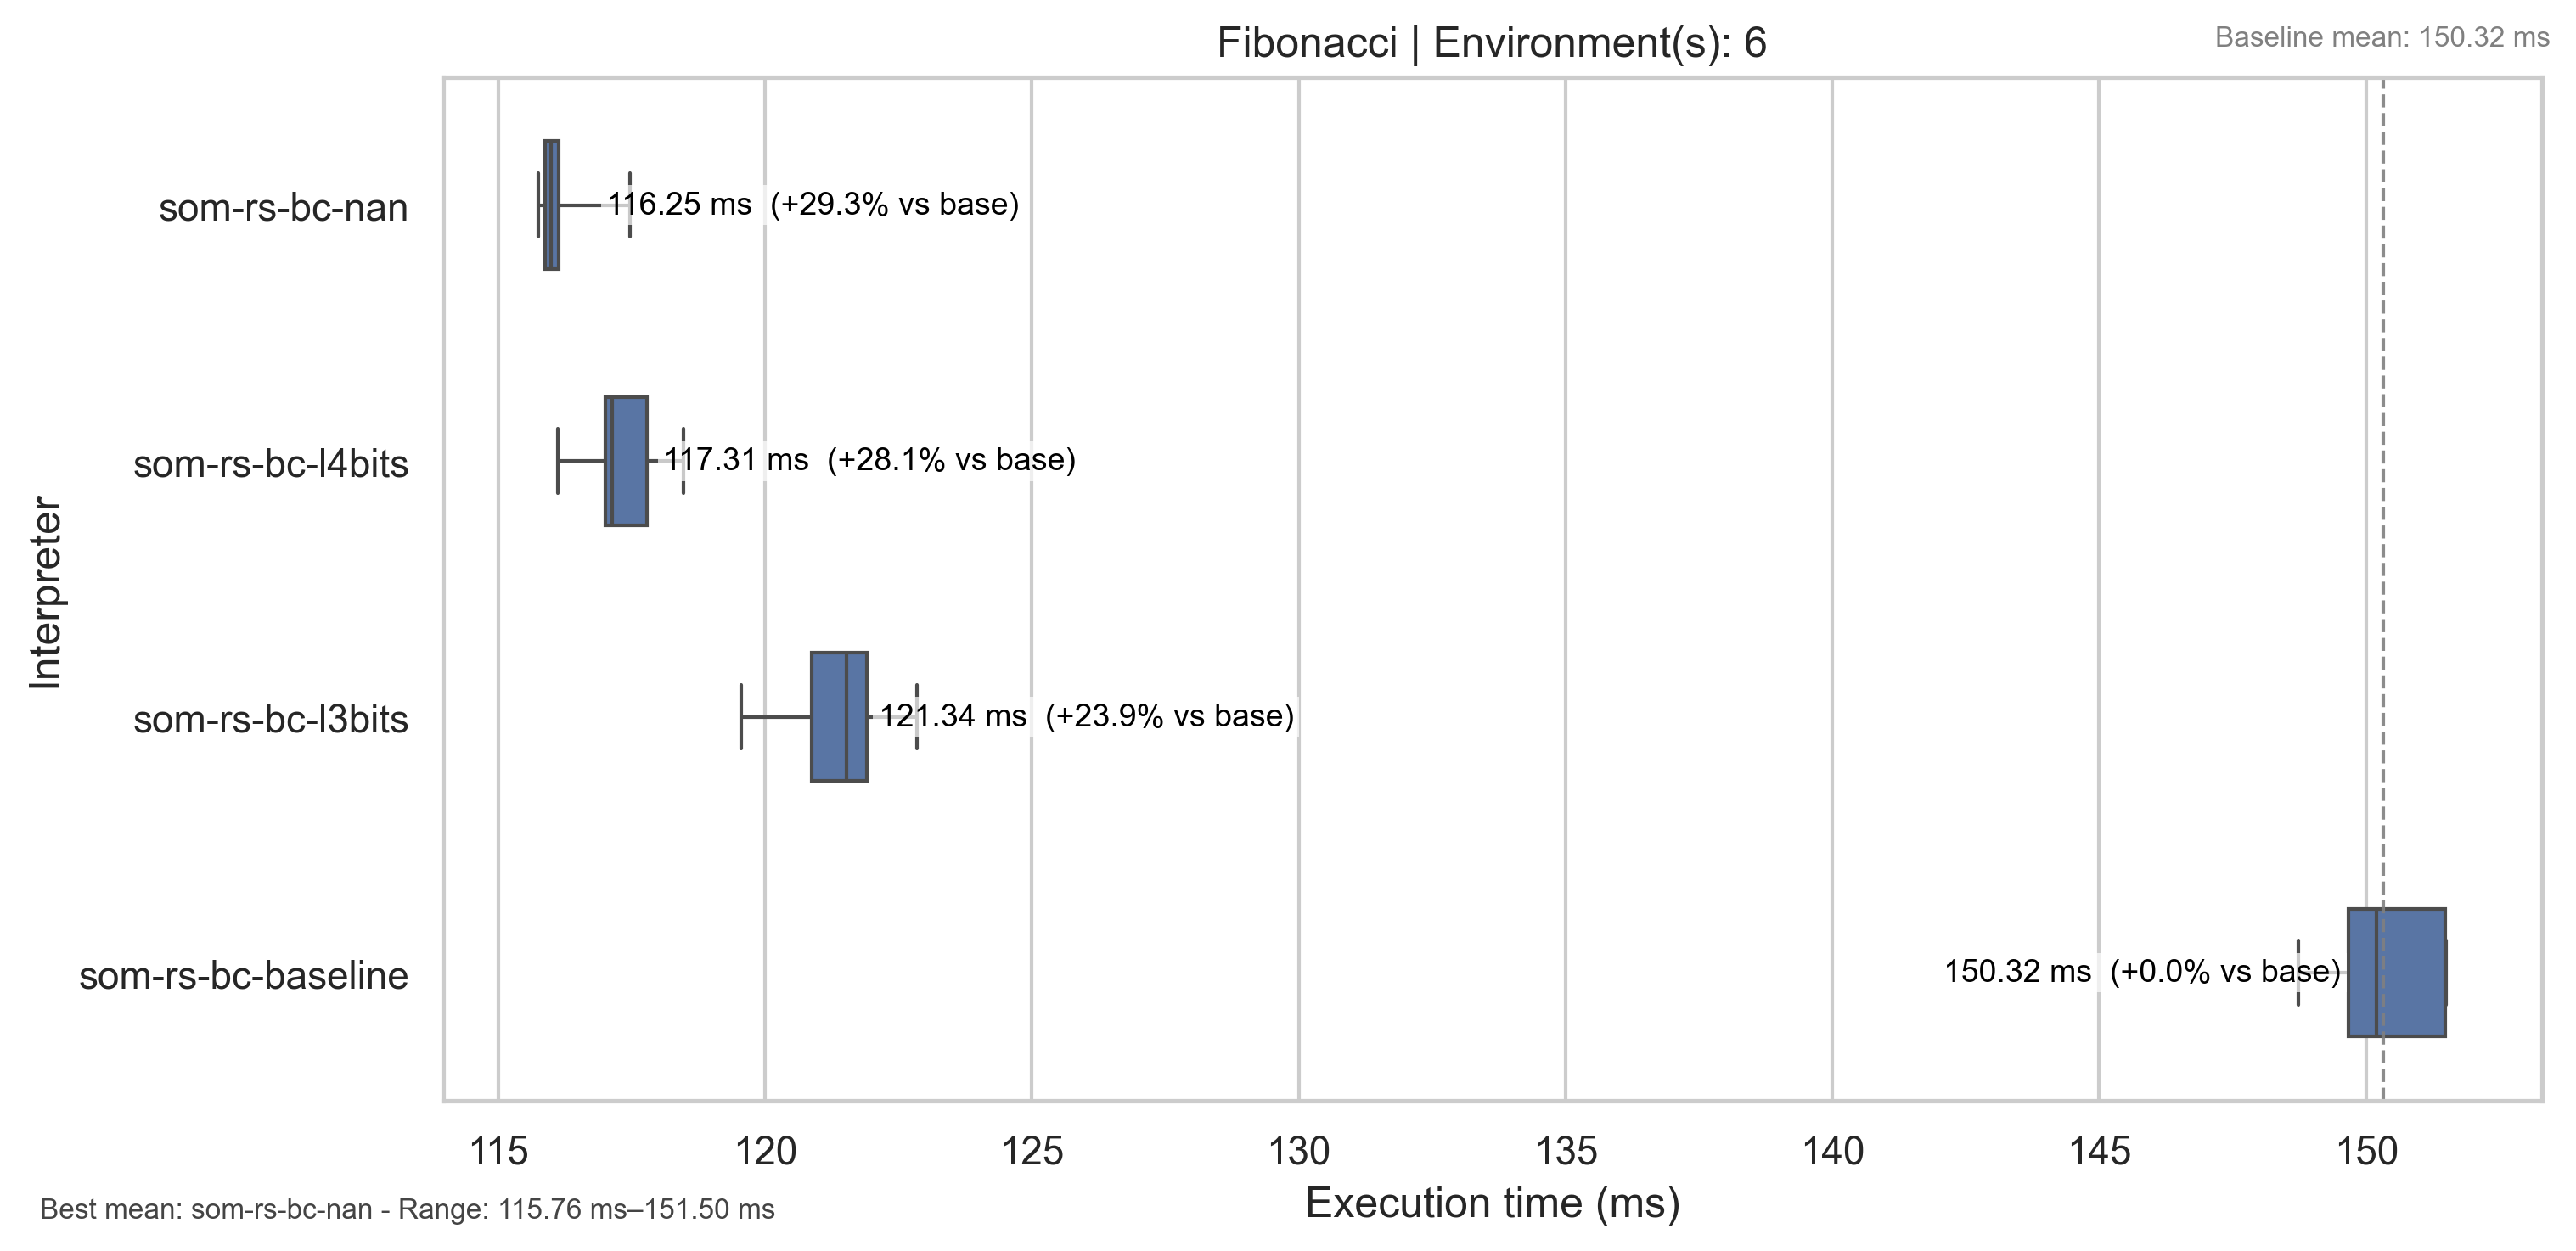 Fibonacci | Environment(s): 6
Baseline mean: 150.32 ms
Interpreter
som-rs-bc-nan
116.25 ms (+29.3% vs base)
som-rs-bc-l4bits
117.31 ms (+28.1% vs base)
som-rs-bc-l3bits
121.34 ms (+23.9% vs base)
som-rs-bc-baseline
150.32 ms (+0.0% vs base)
115 120 125 130 135 140 145 150
Execution time (ms)
Best mean: som-rs-bc-nan - Range: 115.76 ms–151.50 ms